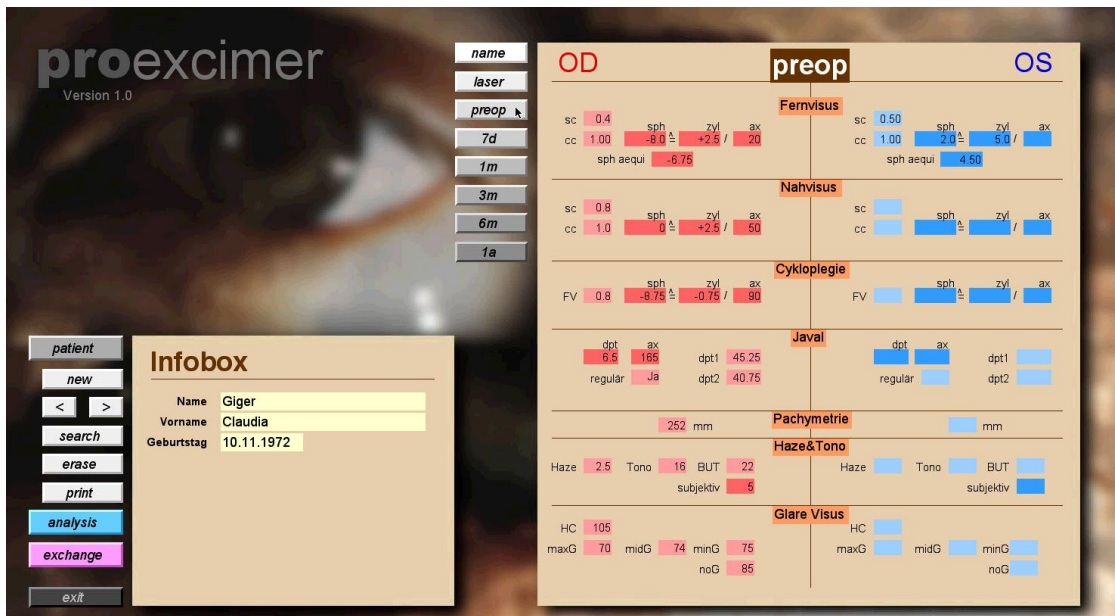 proexcimer
Version 1.0
name
laser
preop
7d
1m
3m
6m
1a
patient
new
< >
search
erase
print
analysis
exchange
exit
Infobox
Name Giger
Vorname Claudia
Geburtstag 10.11.1972
OD preop OS
Fernvisus
sc 0.4 sph zyl ax sc 0.50 sph zyl ax
cc 1.00 -8.0 ≙ +2.5 / 20 cc 1.00 2.0 ≙ 5.0 /
sph aequi -6.75 sph aequi 4.50
Nahvisus
sc 0.8 sph zyl ax sc sph zyl ax
cc 1.0 0 ≙ +2.5 / 50 cc ≙ /
Cykloplegie
sph zyl ax sph zyl ax
FV 0.8 -8.75 ≙ -0.75 / 90 FV ≙ /
Javal
dpt ax dpt ax
6.5 165 dpt1 45.25 dpt1
regulär Ja dpt2 40.75 regulär dpt2
Pachymetrie
252 mm mm
Haze&Tono
Haze 2.5 Tono 16 BUT 22 Haze Tono BUT
subjektiv 5 subjektiv
Glare Visus
HC 105 HC
maxG 70 midG 74 minG 75 maxG midG minG
noG 85 noG